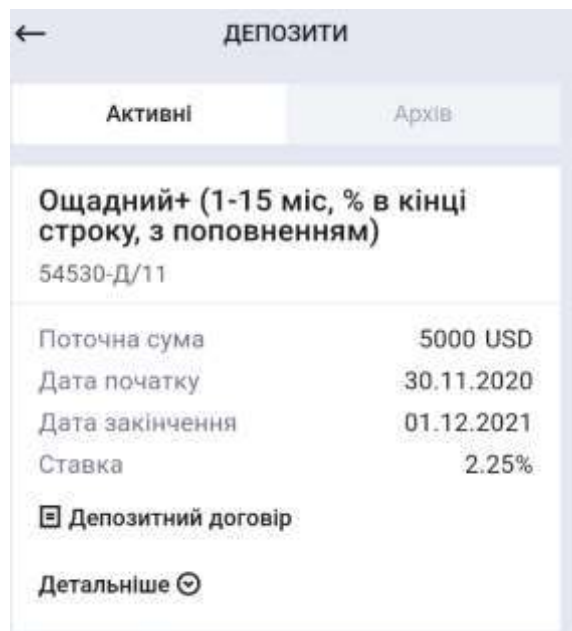 ДЕПОЗИТИ
Активні
Архів
Ощадний+ (1-15 міс, % в кінці
строку, з поповненням)
54530-Д/11
Поточна сума 5000 USD
Дата початку 30.11.2020
Дата закінчення 01.12.2021
Ставка 2.25%
Депозитний договір
Детальніше